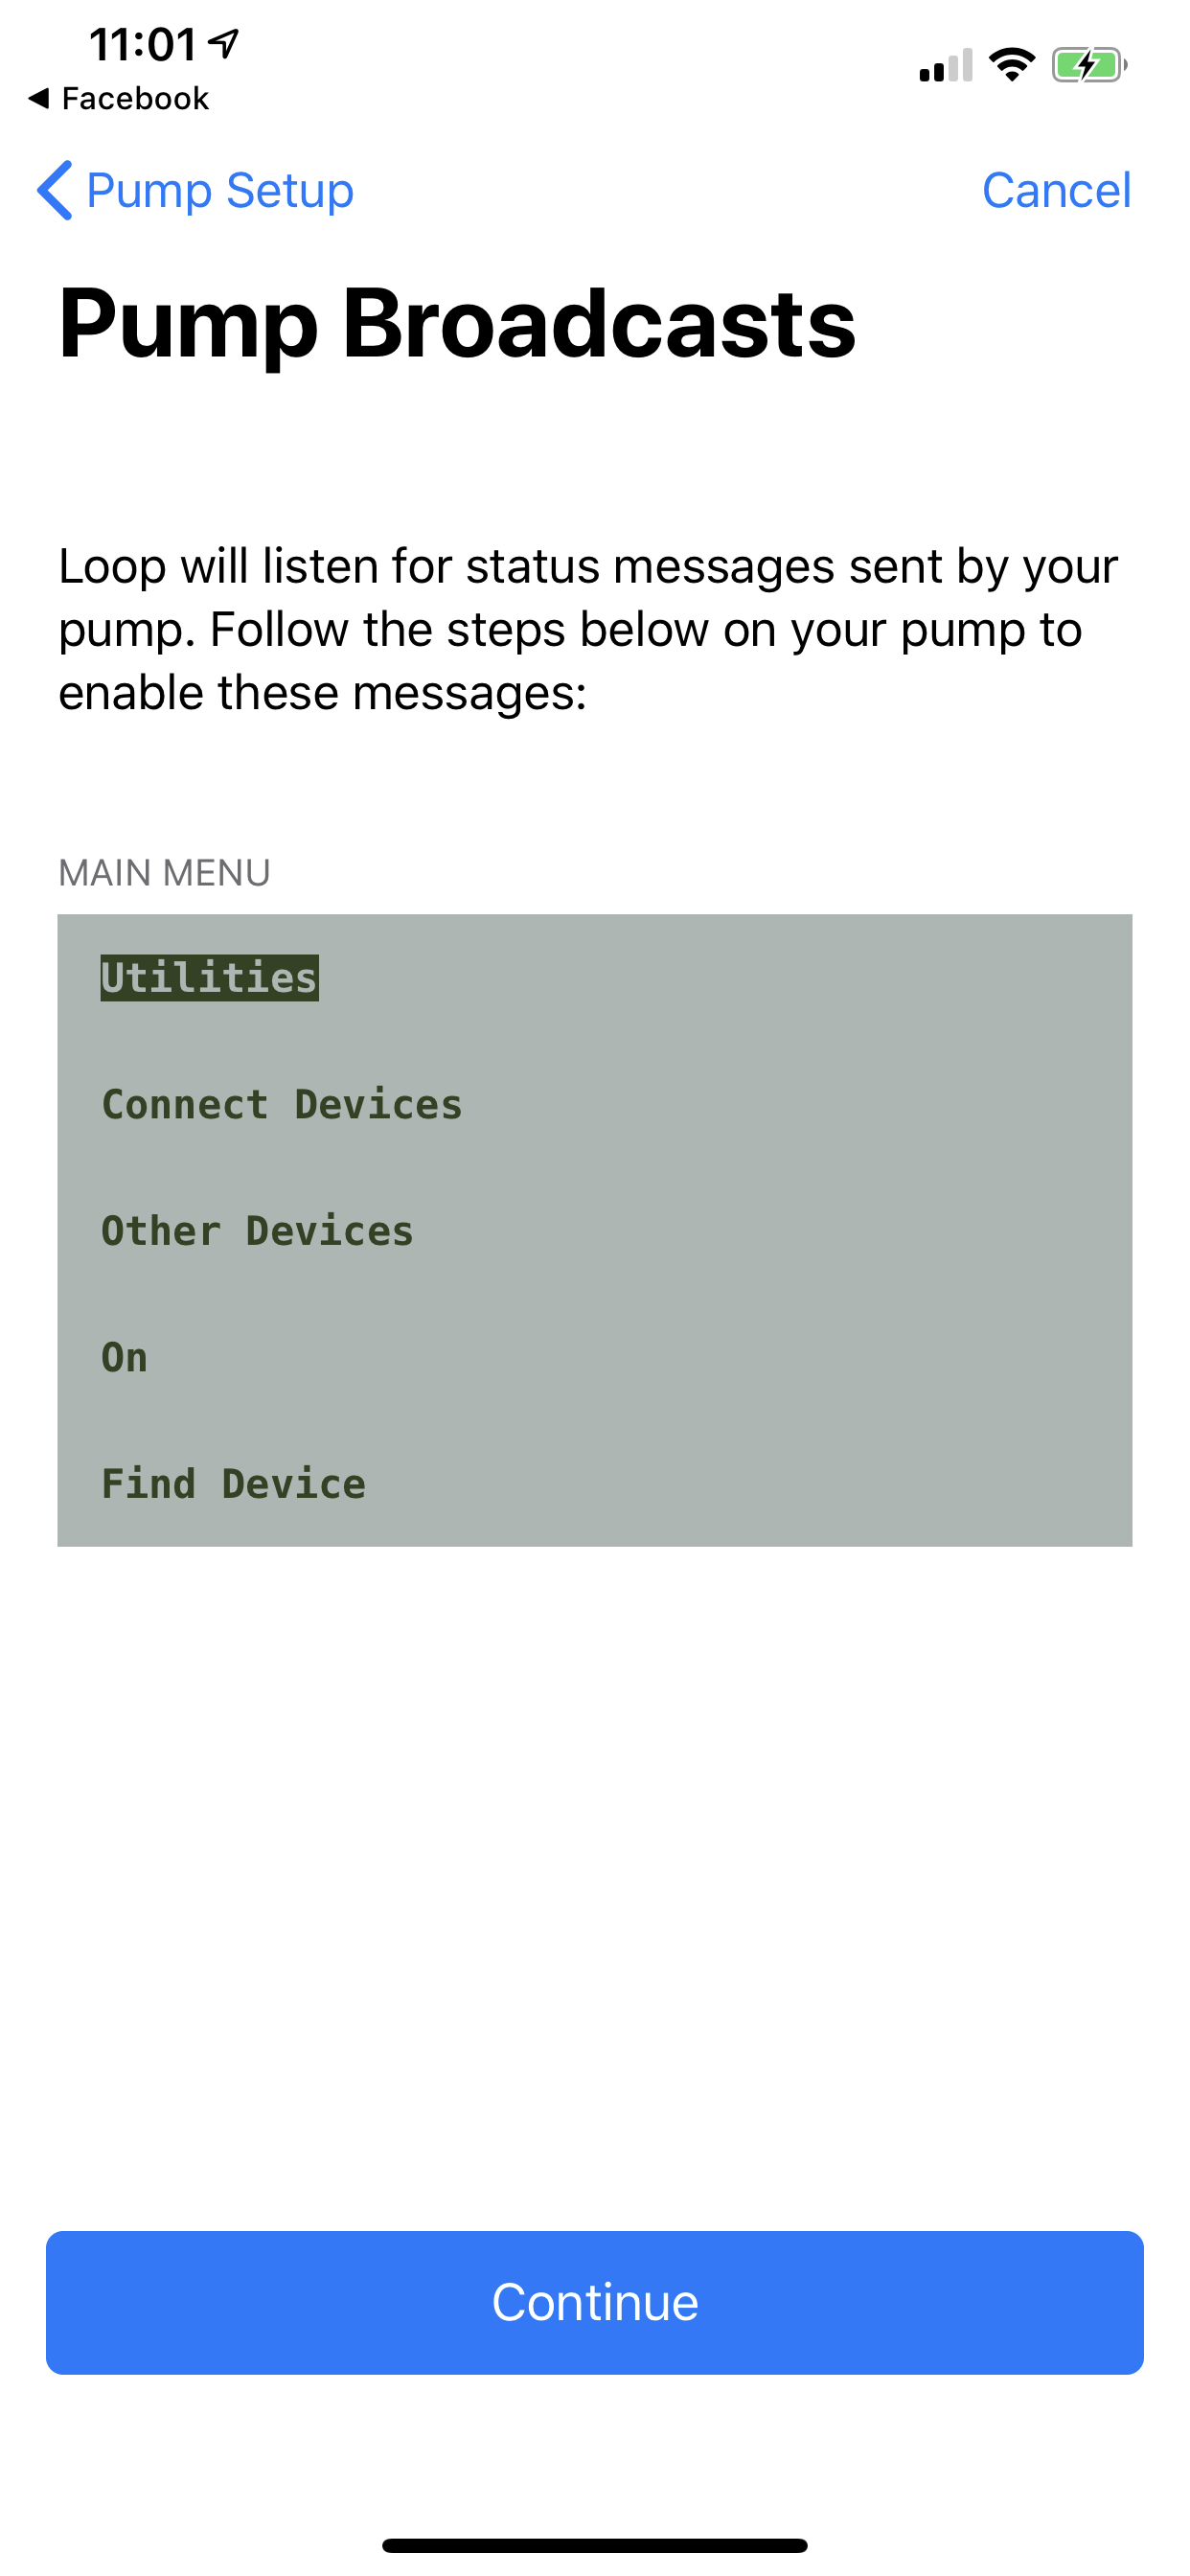 11:01
Facebook
Pump Setup
Cancel
Pump Broadcasts
Loop will listen for status messages sent by your
pump. Follow the steps below on your pump to
enable these messages:
MAIN MENU
Utilities
Connect Devices
Other Devices
On
Find Device
Continue